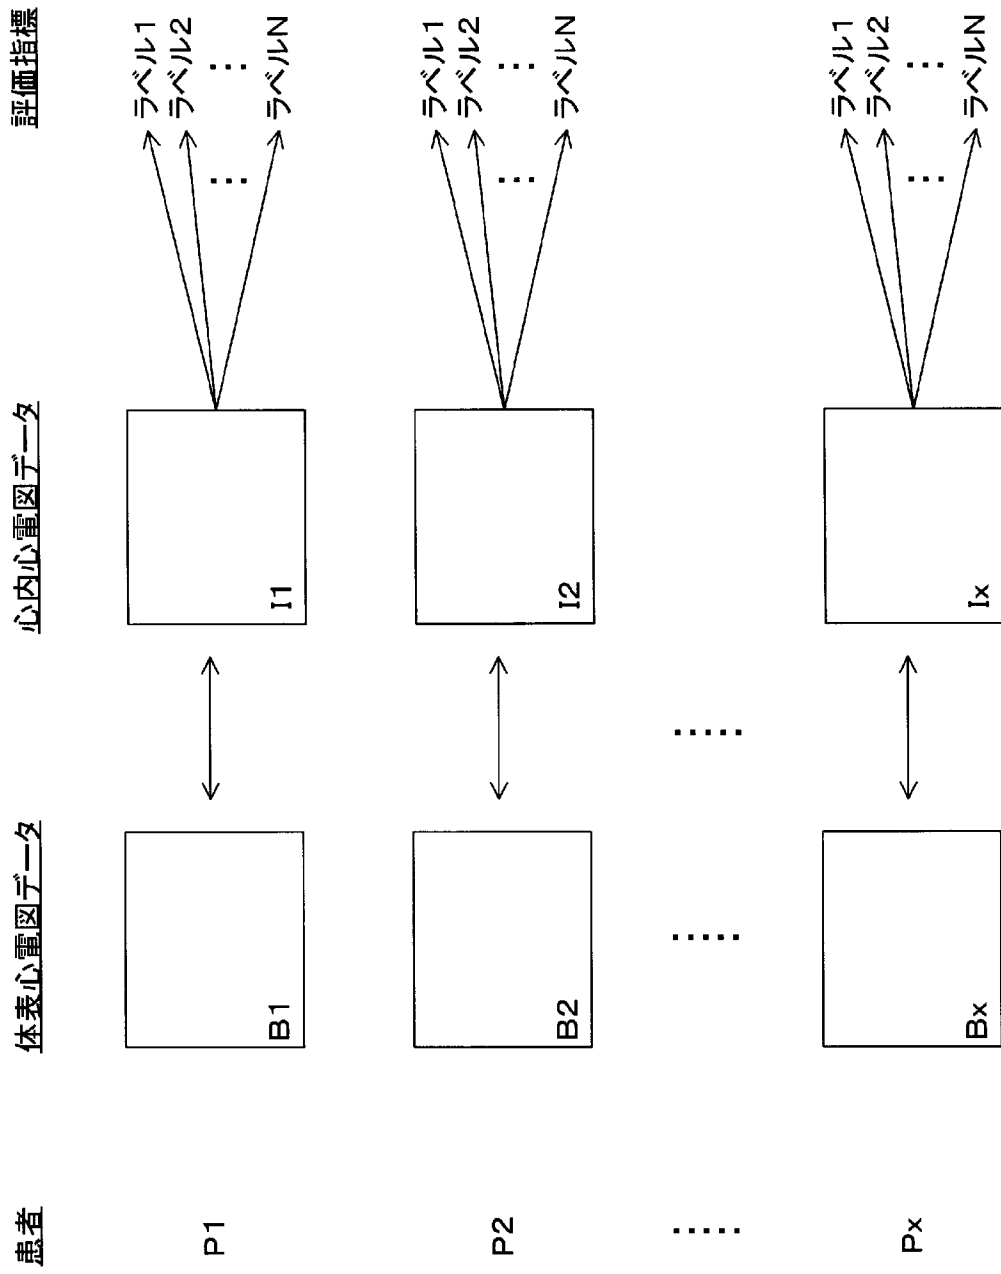 患者 体表心電図データ 心内心電図データ 評価指標
P1 B1 I1 ラベル1
ラベル2
…
… ラベルN
P2 B2 I2 ラベル1
ラベル2
…
… ラベルN
..... ..... .....
Px Bx Ix ラベル1
ラベル2
…
… ラベルN